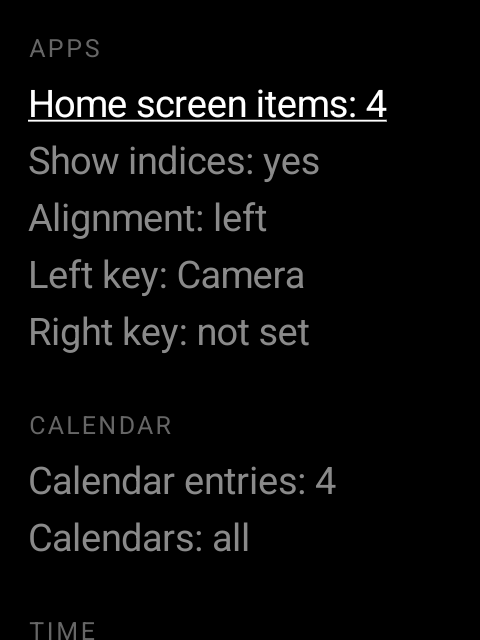 APPS
Home screen items: 4
Show indices: yes
Alignment: left
Left key: Camera
Right key: not set
CALENDAR
Calendar entries: 4
Calendars: all
TIME